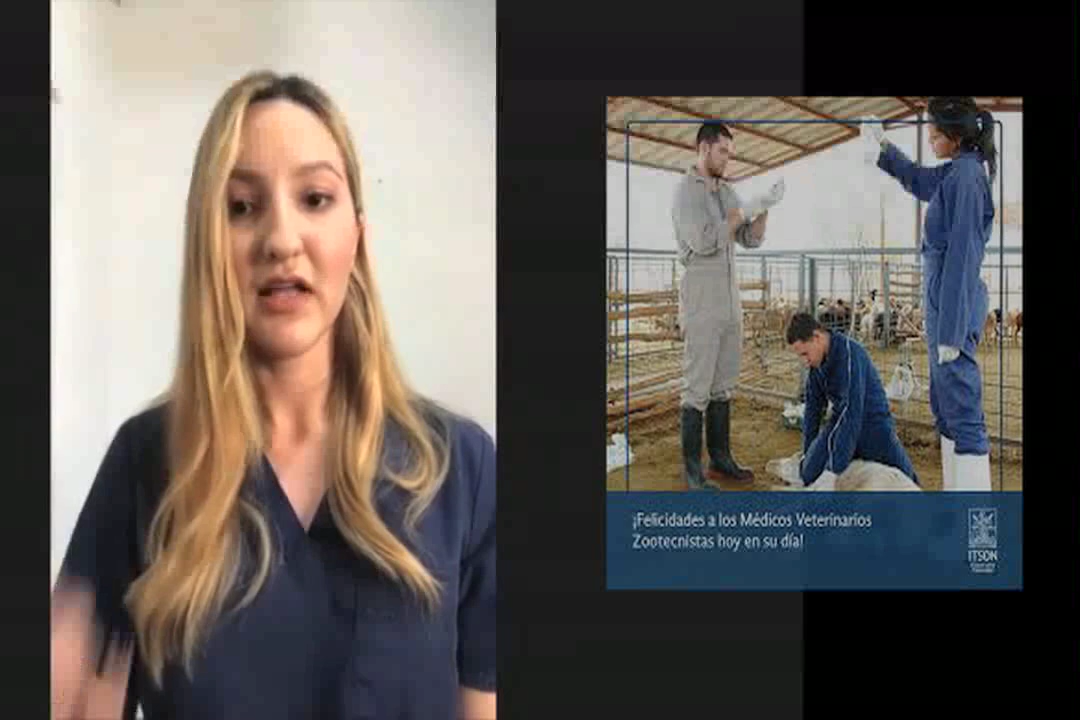 ¡Felicidades a los Médicos Veterinarios
Zootecnistas hoy en su día!
ITSON